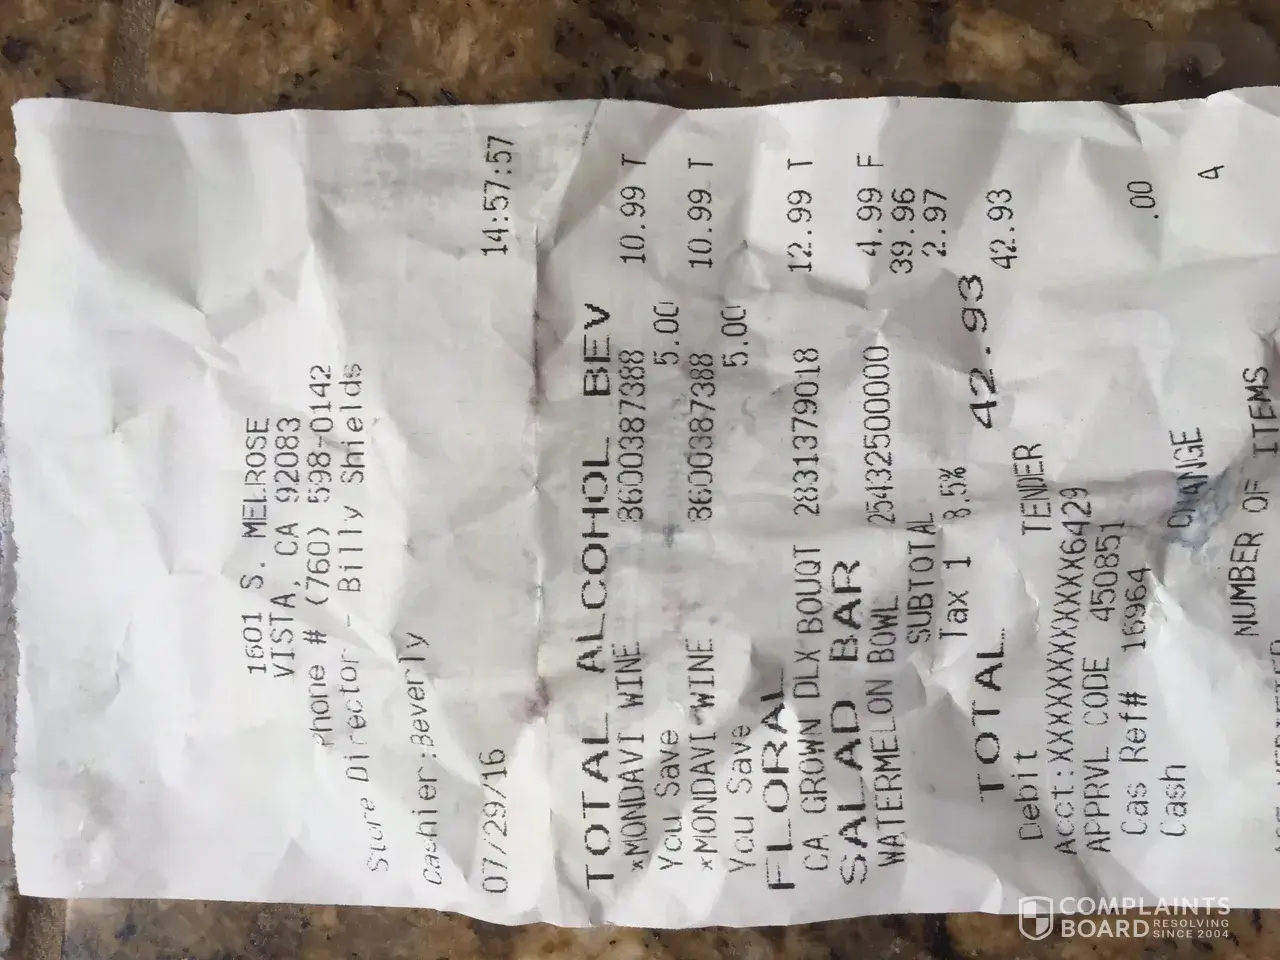 1601 S. MELROSE
VISTA, CA 92083
Phone # (760) 598-0142
Store Director - Billy Shields
Cashier:Beverly
07/29/16 14:57:57
TOTAL ALCOHOL BEV
*MONDAVI WINE 8600387388 10.99 T
You Save 5.00
*MONDAVI WINE 8600387388 10.99 T
You Save 5.00
FLORAL
CA GROWN DLX BOUQT 2831379018 12.99 T
SALAD BAR
WATERMELON BOWL 25432500000 4.99 F
SUBTOTAL 39.96
Tax 1 8.5% 2.97
TOTAL 42.93
Debit TENDER 42.93
Acct:XXXXXXXXXXXX6429
APPRVL CODE 450851
Cas Ref# 16964
Cash CHANGE .00
NUMBER OF ITEMS 4
COMPLAINTS
BOARD RESOLVING
SINCE 2004